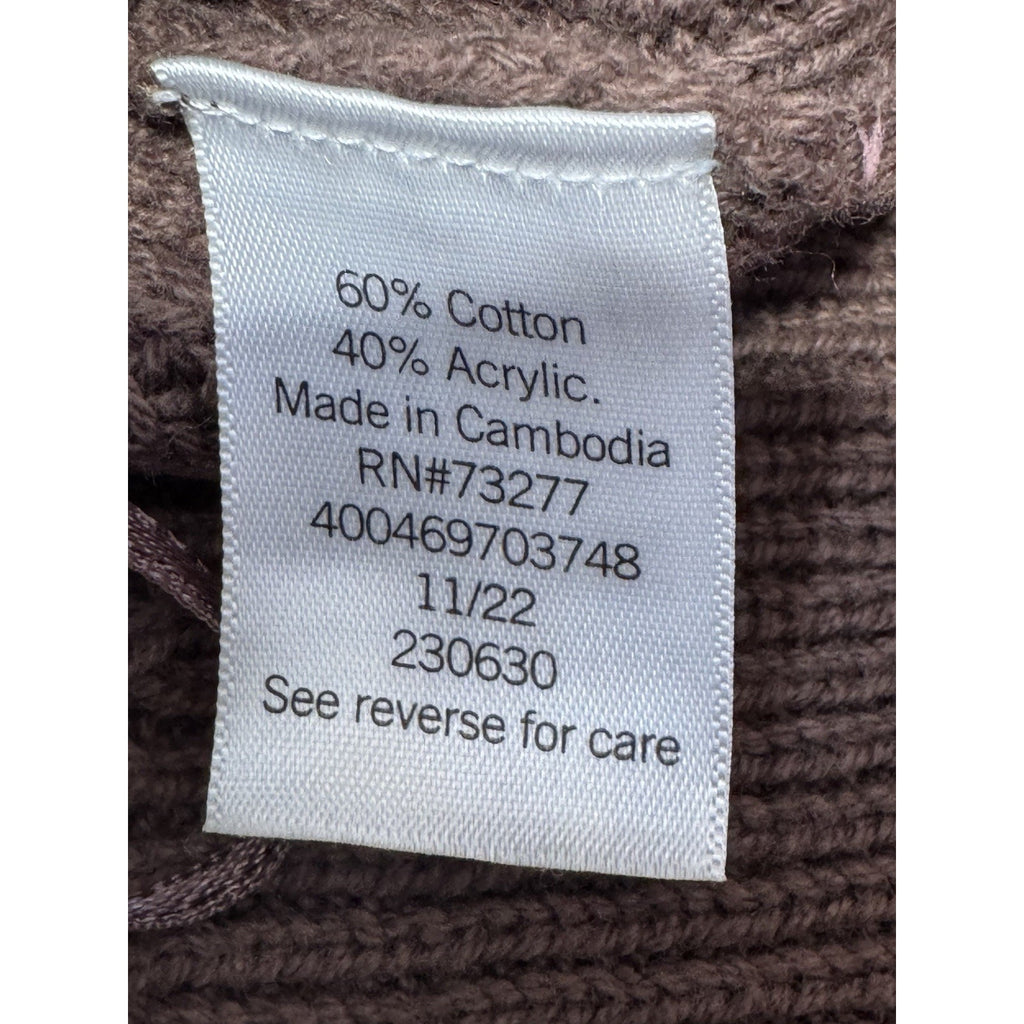 60% Cotton
40% Acrylic.
Made in Cambodia
RN#73277
400469703748
11/22
230630
See reverse for care